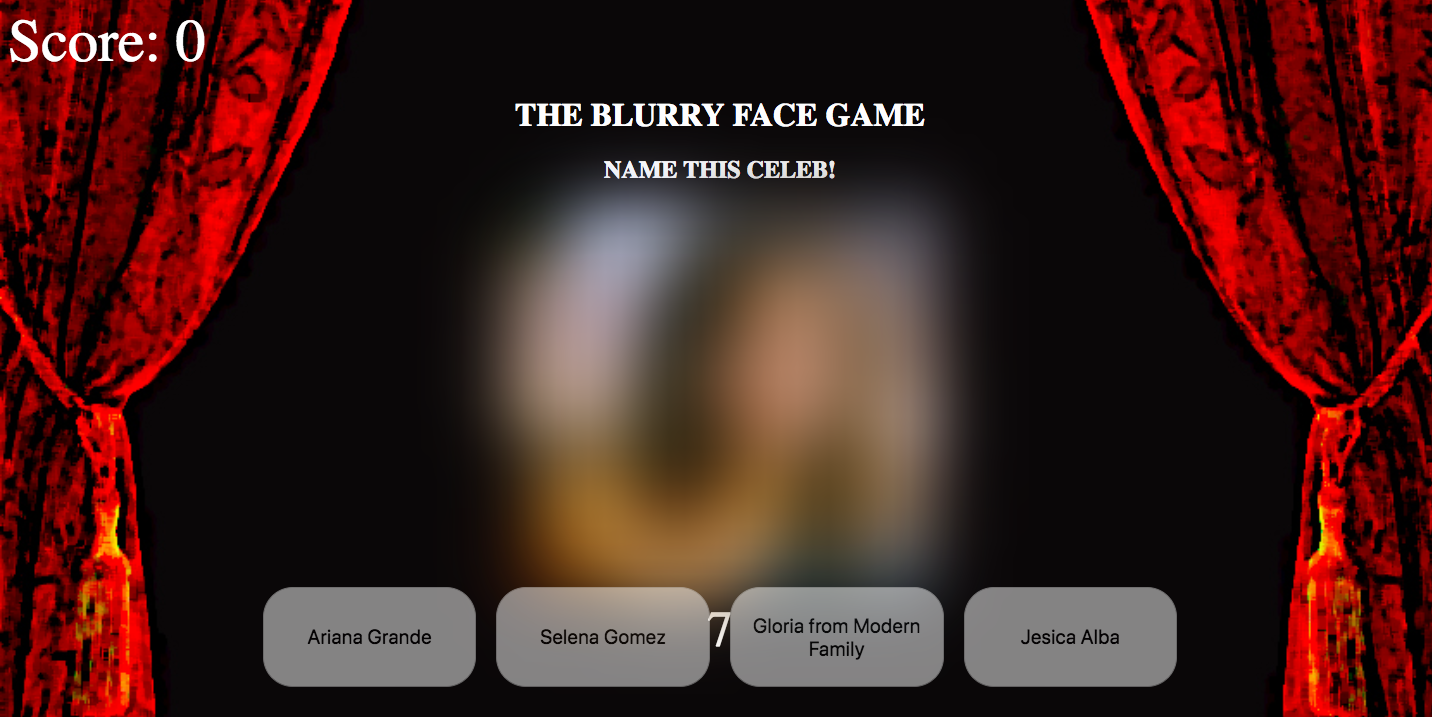 Score: 0
THE BLURRY FACE GAME
NAME THIS CELEB!
7
Ariana Grande
Selena Gomez
Gloria from Modern
Family
Jesica Alba